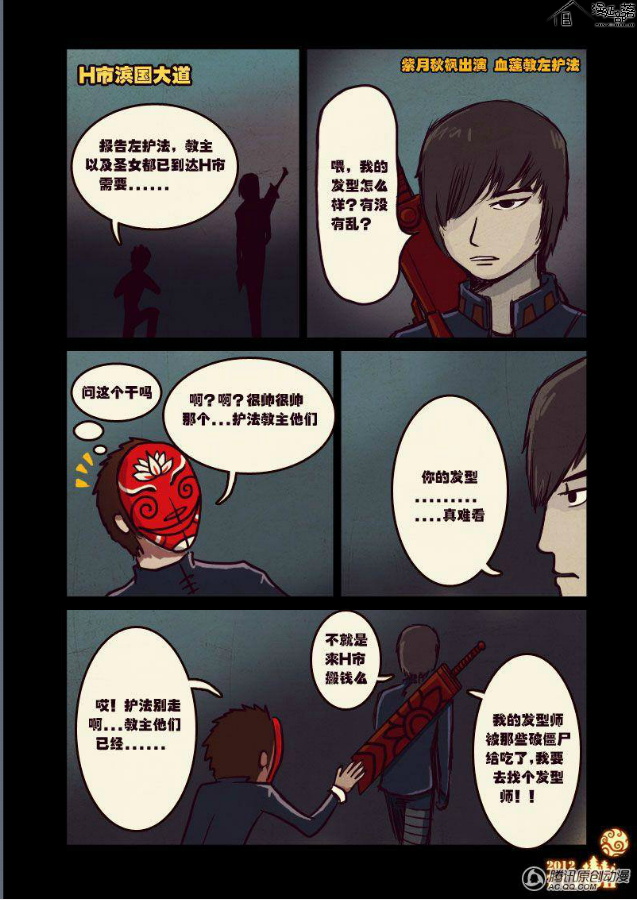 漫画部落
H市滨国大道
报告左护法，教主
以及圣女都已到达H市
需要......
紫月秋枫出演 血莲教左护法
喂，我的
发型怎么
样？有没
有乱？
问这个干吗
啊？啊？很帅很帅
那个...护法教主他们
你的发型
.........
....真难看
哎！护法别走
啊...教主他们
已经......
不就是
来H市
搬钱么
我的发型师
被那些破僵尸
给吃了,我要
去找个发型
师！！
2012
腾讯原创动漫
AC.QQ.COM